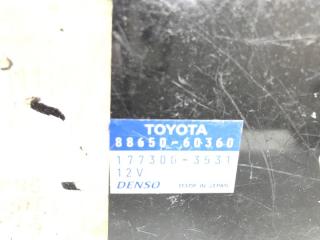 TOYOTA
88650-60360
177300-3531
12V
DENSO MADE IN JAPAN